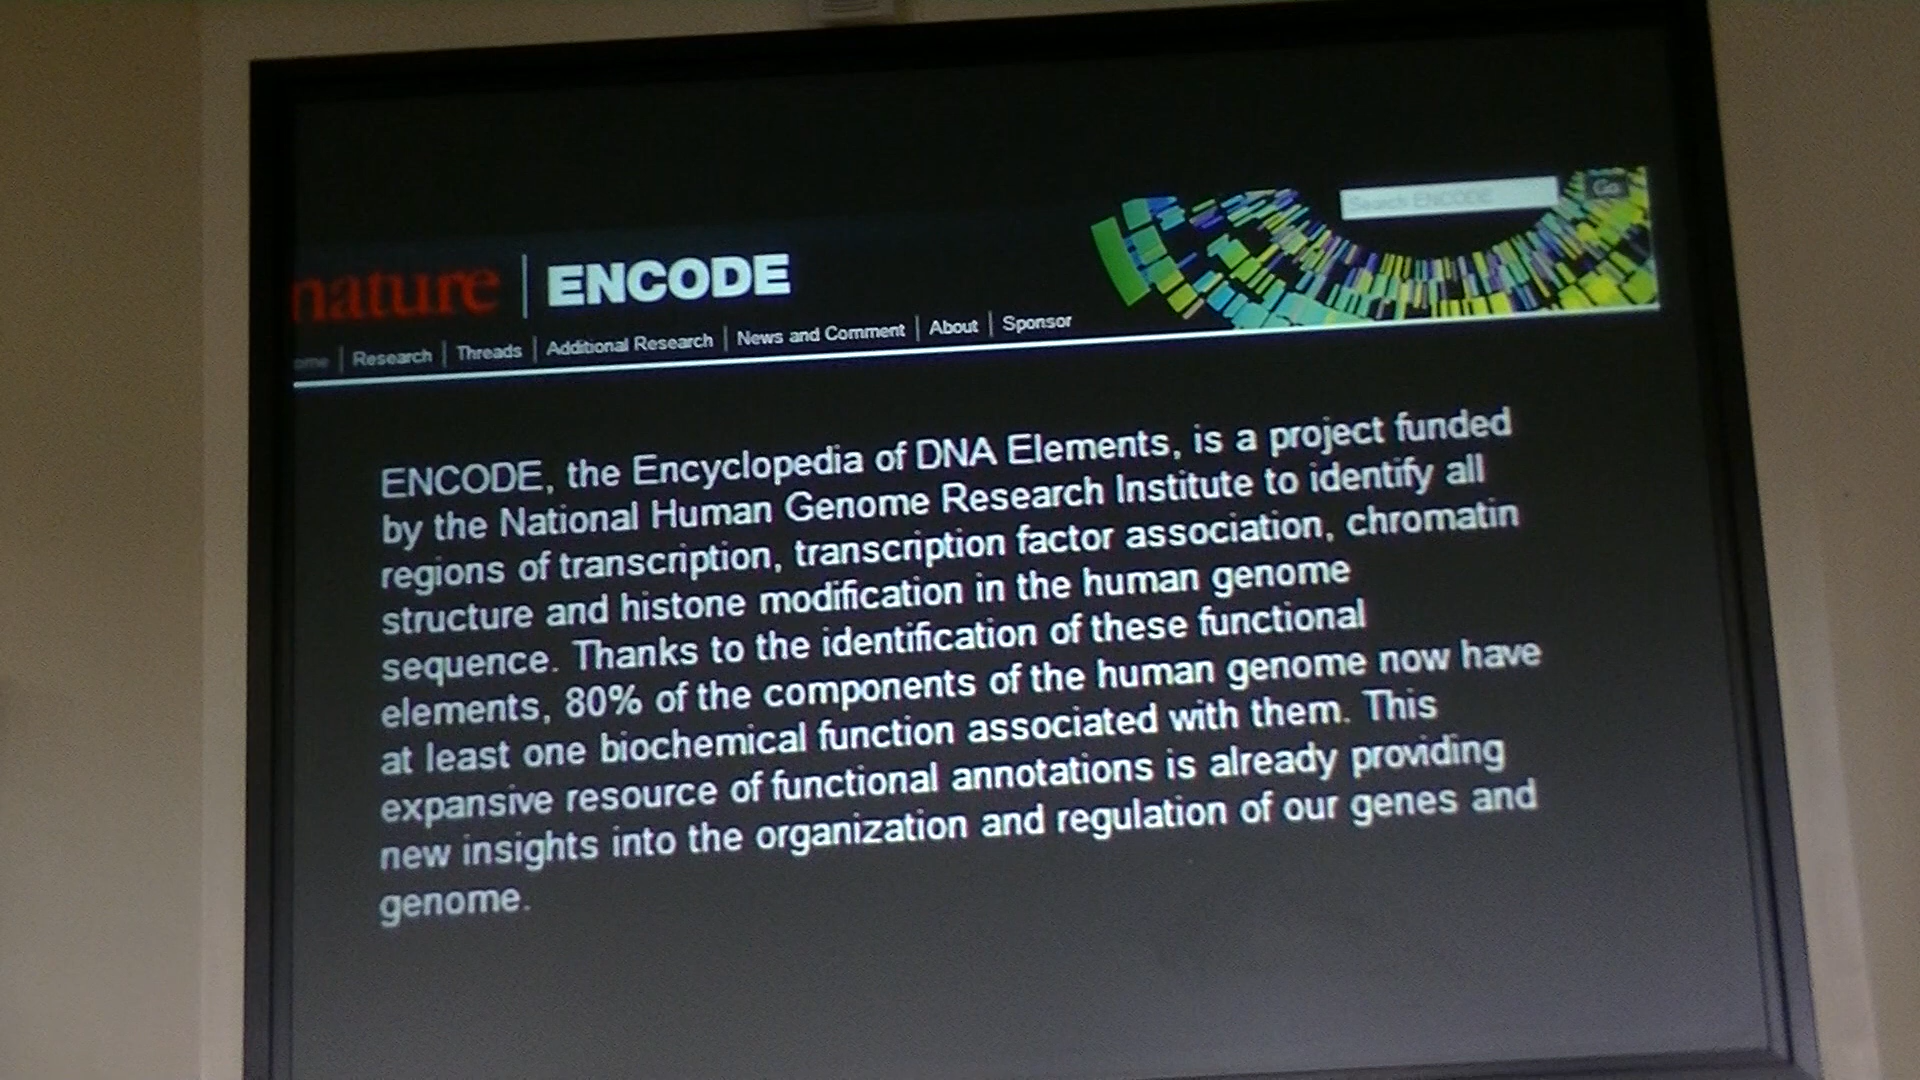 Search ENCODE Go
nature | ENCODE
ome | Research | Threads | Additional Research | News and Comment | About | Sponsor
ENCODE, the Encyclopedia of DNA Elements, is a project funded
by the National Human Genome Research Institute to identify all
regions of transcription, transcription factor association, chromatin
structure and histone modification in the human genome
sequence. Thanks to the identification of these functional
elements, 80% of the components of the human genome now have
at least one biochemical function associated with them. This
expansive resource of functional annotations is already providing
new insights into the organization and regulation of our genes and
genome.